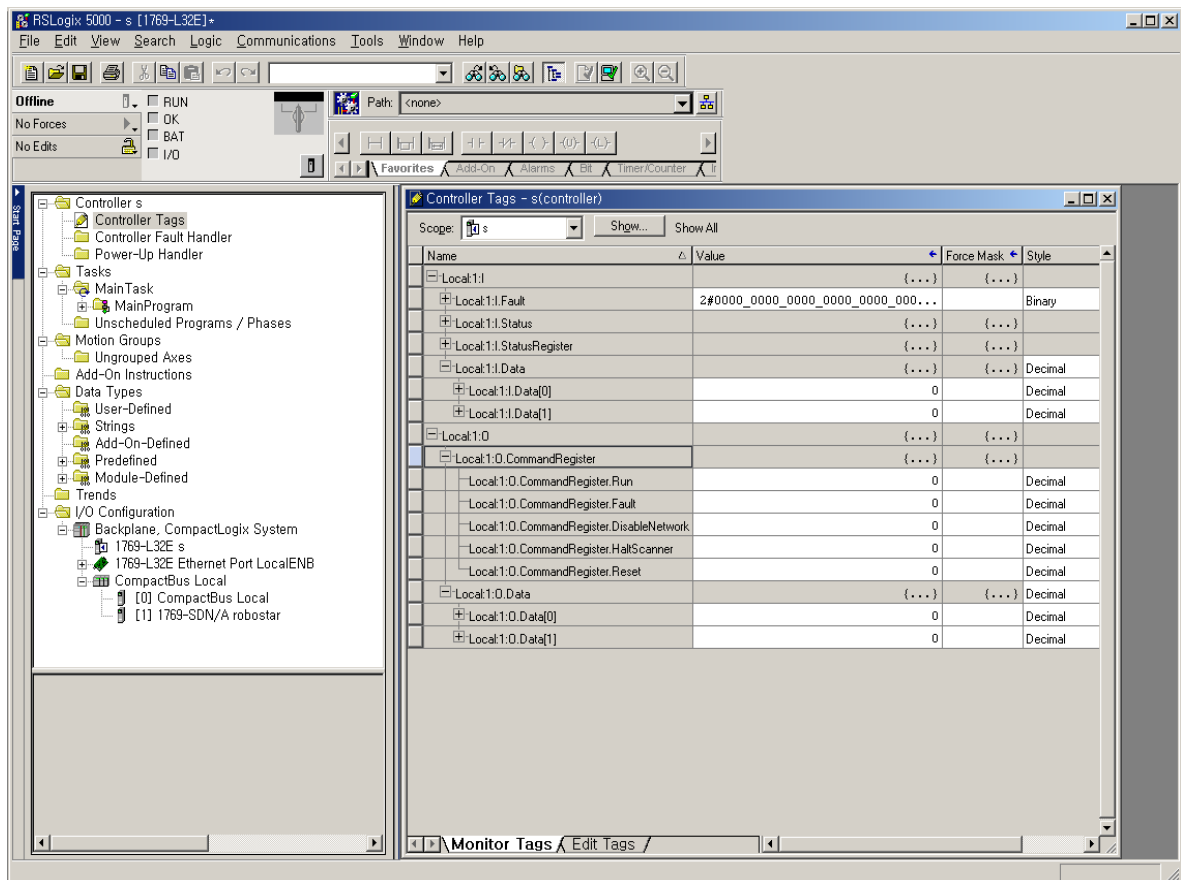 RSLogix 5000 - s [1769-L32E]*
File Edit View Search Logic Communications Tools Window Help
Offline RUN Path: <none>
No Forces OK
No Edits BAT
I/O
Favorites Add-On Alarms Bit Timer/Counter
Start Page
Controller s
Controller Tags
Controller Fault Handler
Power-Up Handler
Tasks
MainTask
MainProgram
Unscheduled Programs / Phases
Motion Groups
Ungrouped Axes
Add-On Instructions
Data Types
User-Defined
Strings
Add-On-Defined
Predefined
Module-Defined
Trends
I/O Configuration
Backplane, CompactLogix System
1769-L32E s
1769-L32E Ethernet Port LocalENB
CompactBus Local
[0] CompactBus Local
[1] 1769-SDN/A robostar
Controller Tags - s(controller)
Scope: s Show... Show All
Name Value Force Mask Style
Local:1:I {...} {...}
Local:1:I.Fault 2#0000_0000_0000_0000_0000_000... Binary
Local:1:I.Status {...} {...}
Local:1:I.StatusRegister {...} {...}
Local:1:I.Data {...} {...} Decimal
Local:1:I.Data[0] 0 Decimal
Local:1:I.Data[1] 0 Decimal
Local:1:O {...} {...}
Local:1:O.CommandRegister {...} {...}
Local:1:O.CommandRegister.Run 0 Decimal
Local:1:O.CommandRegister.Fault 0 Decimal
Local:1:O.CommandRegister.DisableNetwork 0 Decimal
Local:1:O.CommandRegister.HaltScanner 0 Decimal
Local:1:O.CommandRegister.Reset 0 Decimal
Local:1:O.Data {...} {...} Decimal
Local:1:O.Data[0] 0 Decimal
Local:1:O.Data[1] 0 Decimal
Monitor Tags Edit Tags